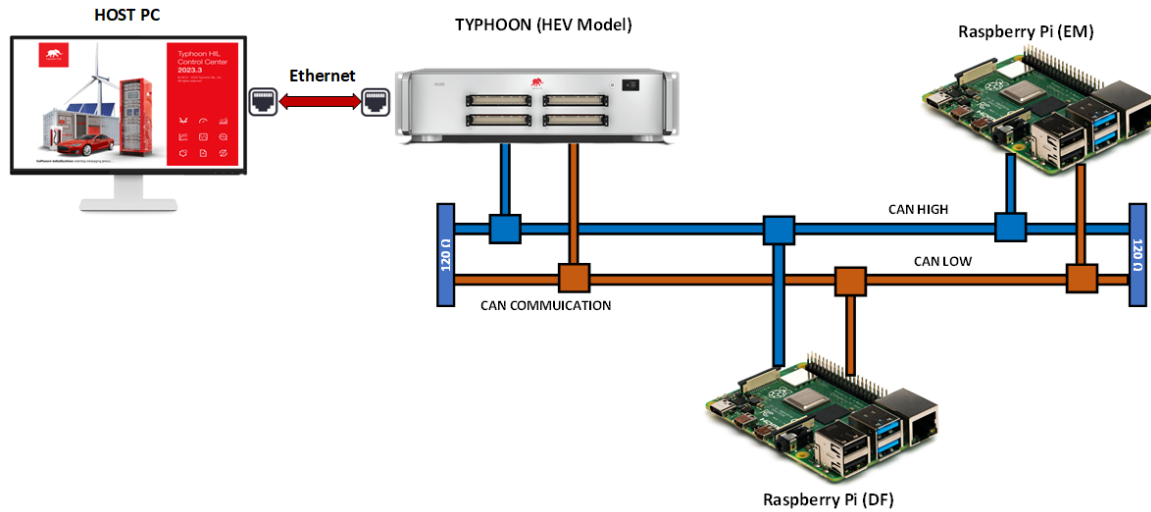 HOST PC
TYPHOON (HEV Model)
Raspberry Pi (EM)
Typhoon HIL
Control Center
2023.3
Ethernet
CAN HIGH
120 Ω
120 Ω
CAN LOW
CAN COMMUICATION
Raspberry Pi (DF)